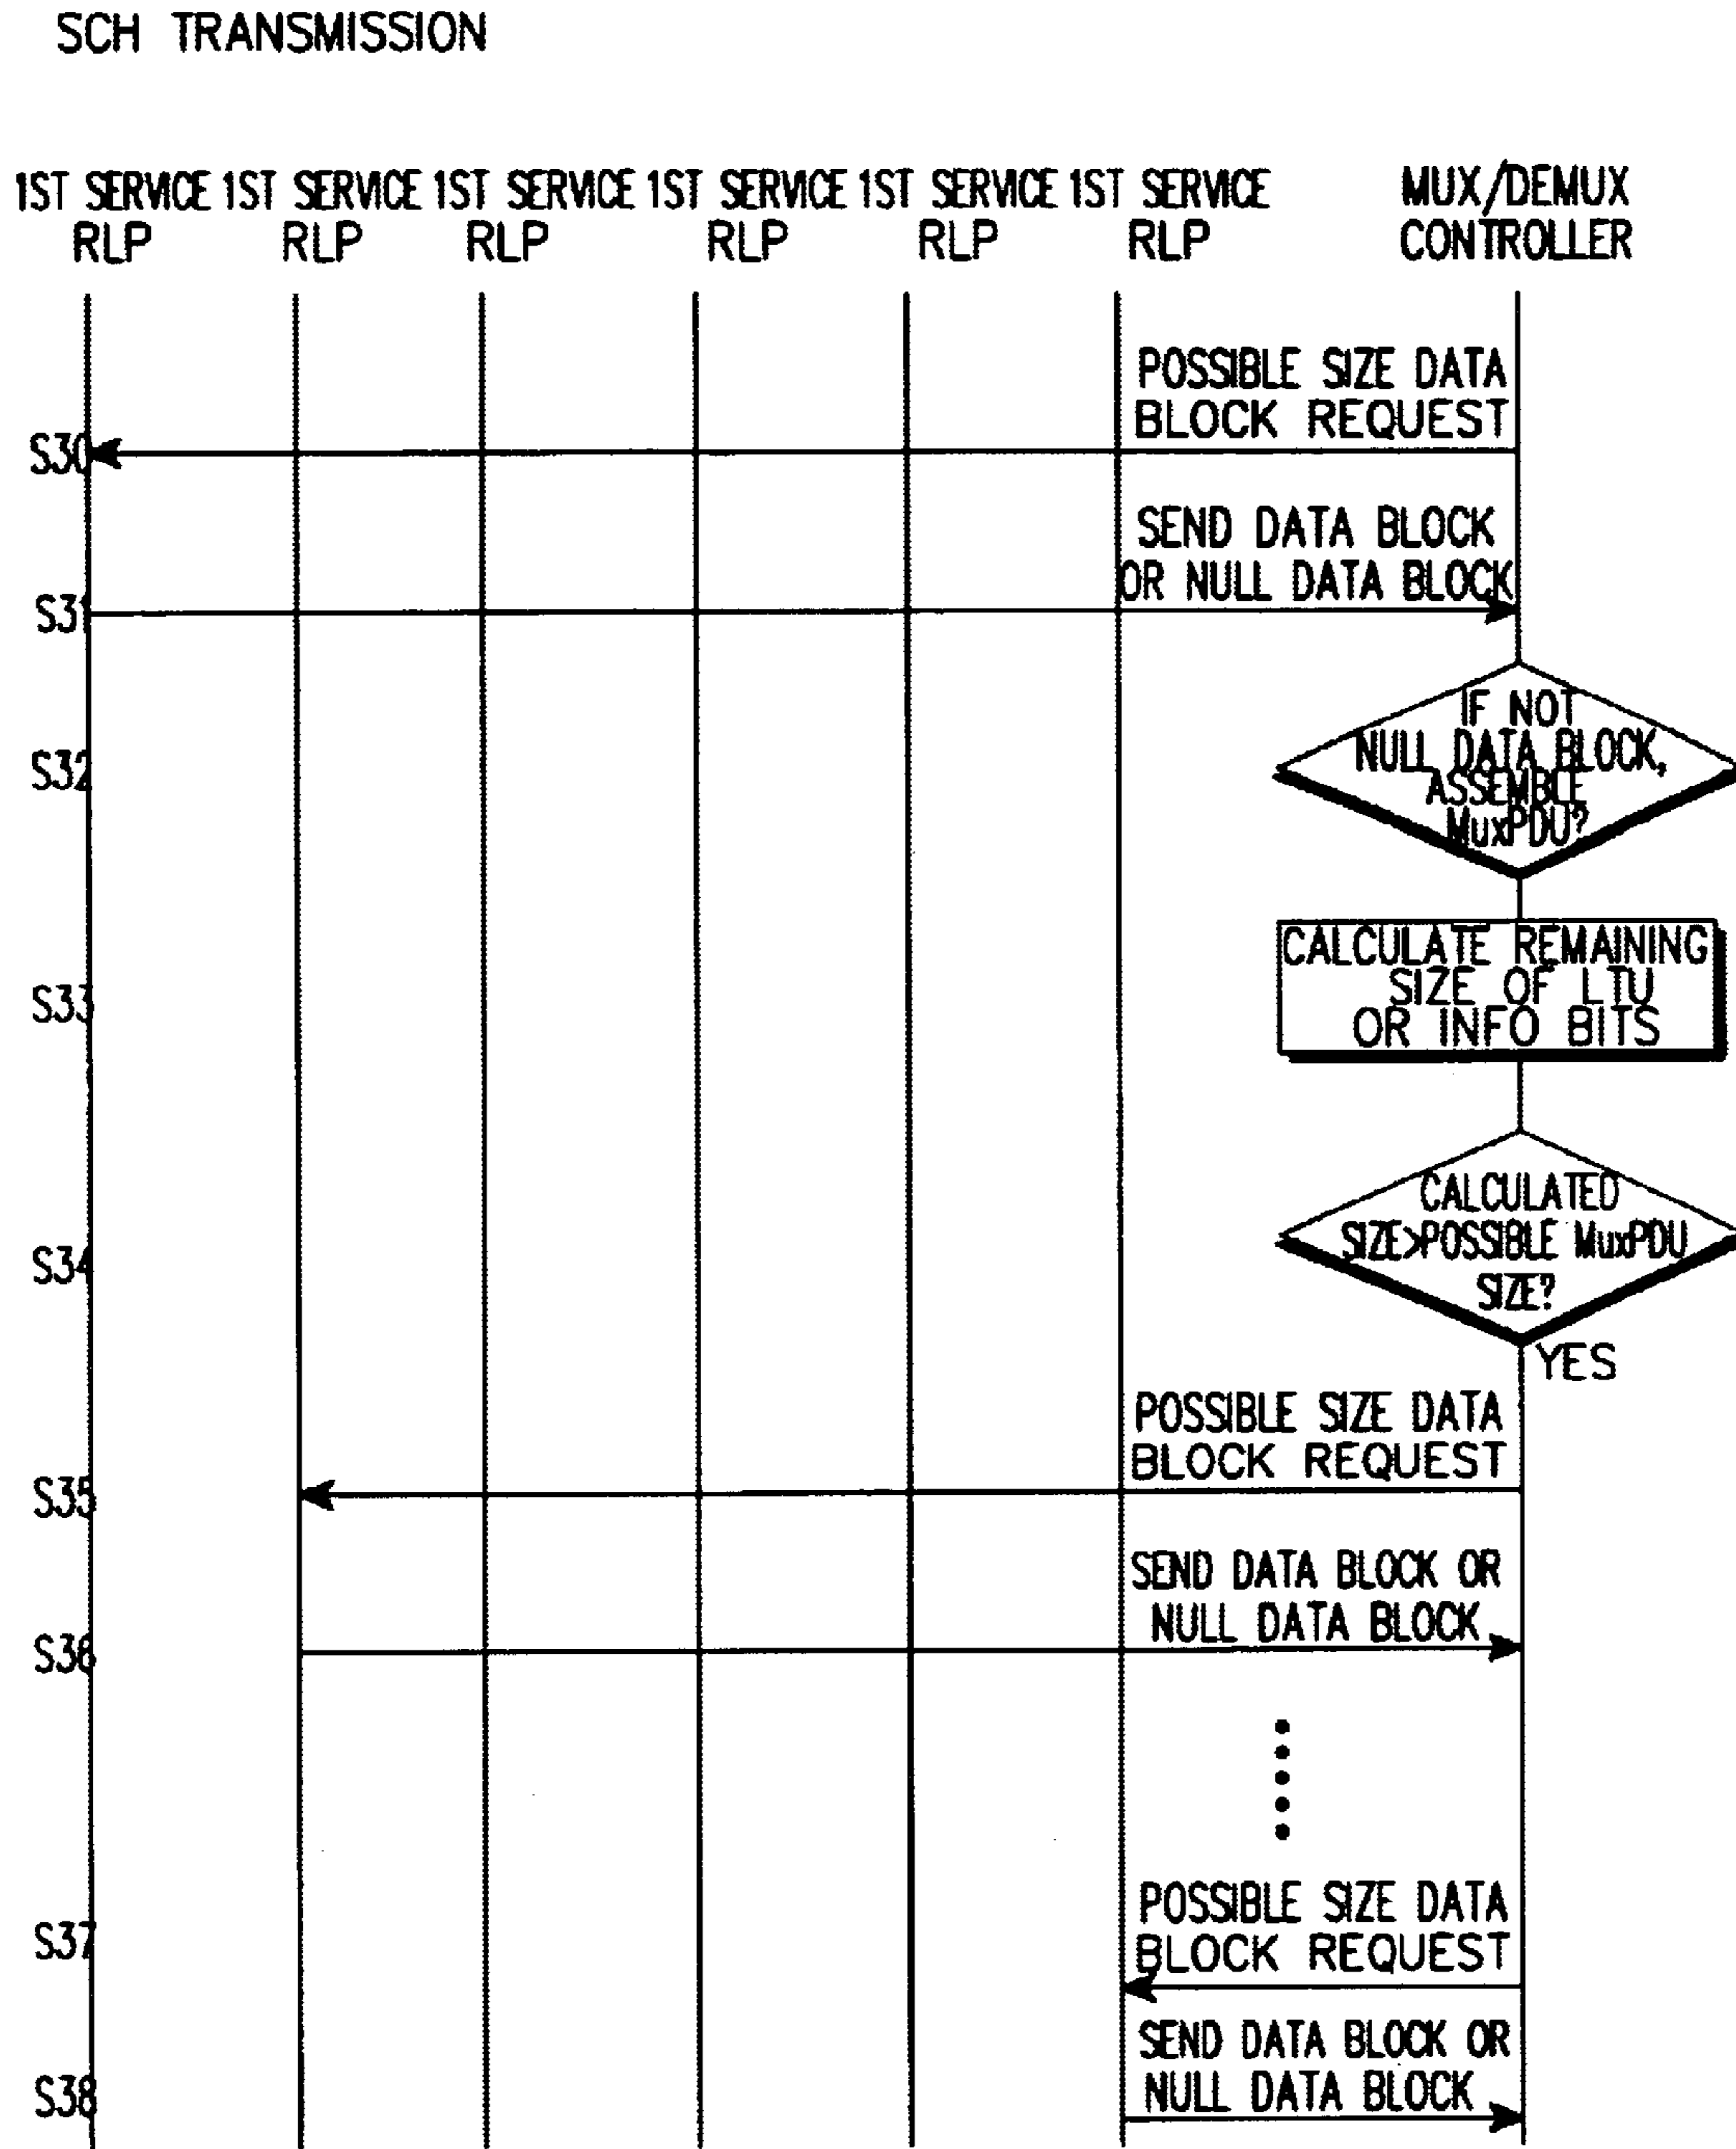 SCH TRANSMISSION
1ST SERVICE 1ST SERVICE 1ST SERVICE 1ST SERVICE 1ST SERVICE 1ST SERVICE MUX/DEMUX
RLP RLP RLP RLP RLP RLP CONTROLLER
POSSIBLE SIZE DATA
BLOCK REQUEST
S30
SEND DATA BLOCK
OR NULL DATA BLOCK
S31
IF NOT
NULL DATA BLOCK,
ASSEMBLE
MuxPDU?
S32
CALCULATE REMAINING
SIZE OF LTU
OR INFO BITS
S33
CALCULATED
SIZE>POSSIBLE MuxPDU
SIZE?
S34
YES
POSSIBLE SIZE DATA
BLOCK REQUEST
S35
SEND DATA BLOCK OR
NULL DATA BLOCK
S36
POSSIBLE SIZE DATA
BLOCK REQUEST
S37
SEND DATA BLOCK OR
NULL DATA BLOCK
S38